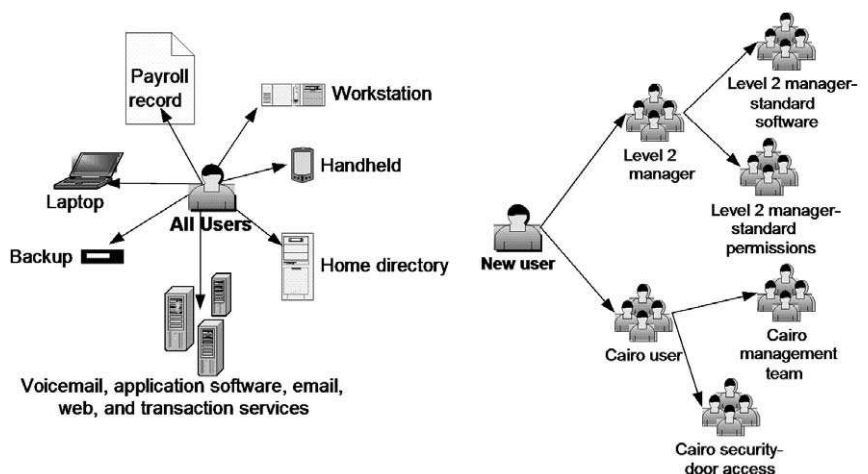 Payroll
record
Workstation
Handheld
Laptop
All Users
Backup
Home directory
Voicemail, application software, email,
web, and transaction services
Level 2 manager-
standard
software
Level 2
manager
Level 2 manager-
standard
permissions
New user
Cairo user
Cairo
management
team
Cairo security-
door access